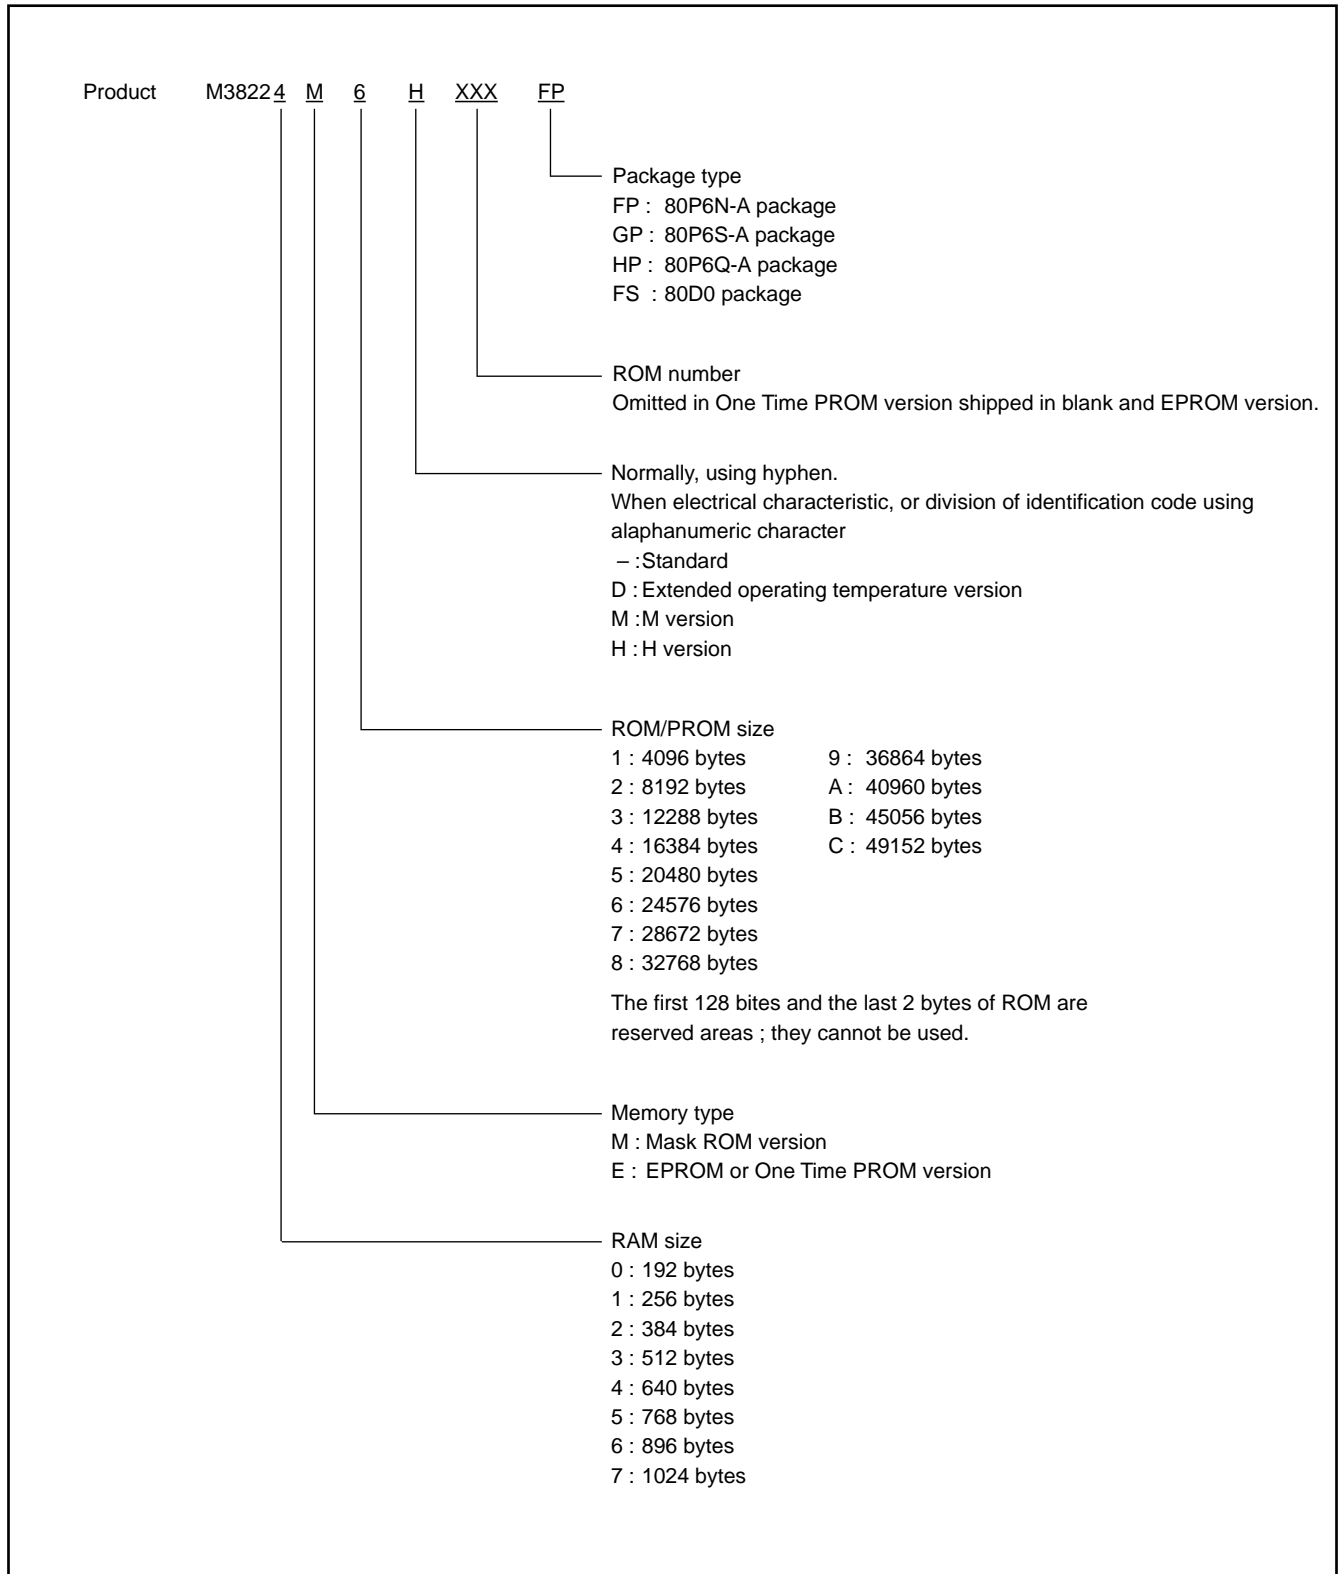 Product M38224 M 6 H XXX FP
Package type
FP : 80P6N-A package
GP : 80P6S-A package
HP : 80P6Q-A package
FS : 80D0 package
ROM number
Omitted in One Time PROM version shipped in blank and EPROM version.
Normally, using hyphen.
When electrical characteristic, or division of identification code using
alaphanumeric character
– :Standard
D : Extended operating temperature version
M :M version
H : H version
ROM/PROM size
1 : 4096 bytes 9 : 36864 bytes
2 : 8192 bytes A : 40960 bytes
3 : 12288 bytes B : 45056 bytes
4 : 16384 bytes C : 49152 bytes
5 : 20480 bytes
6 : 24576 bytes
7 : 28672 bytes
8 : 32768 bytes
The first 128 bites and the last 2 bytes of ROM are
reserved areas ; they cannot be used.
Memory type
M : Mask ROM version
E : EPROM or One Time PROM version
RAM size
0 : 192 bytes
1 : 256 bytes
2 : 384 bytes
3 : 512 bytes
4 : 640 bytes
5 : 768 bytes
6 : 896 bytes
7 : 1024 bytes